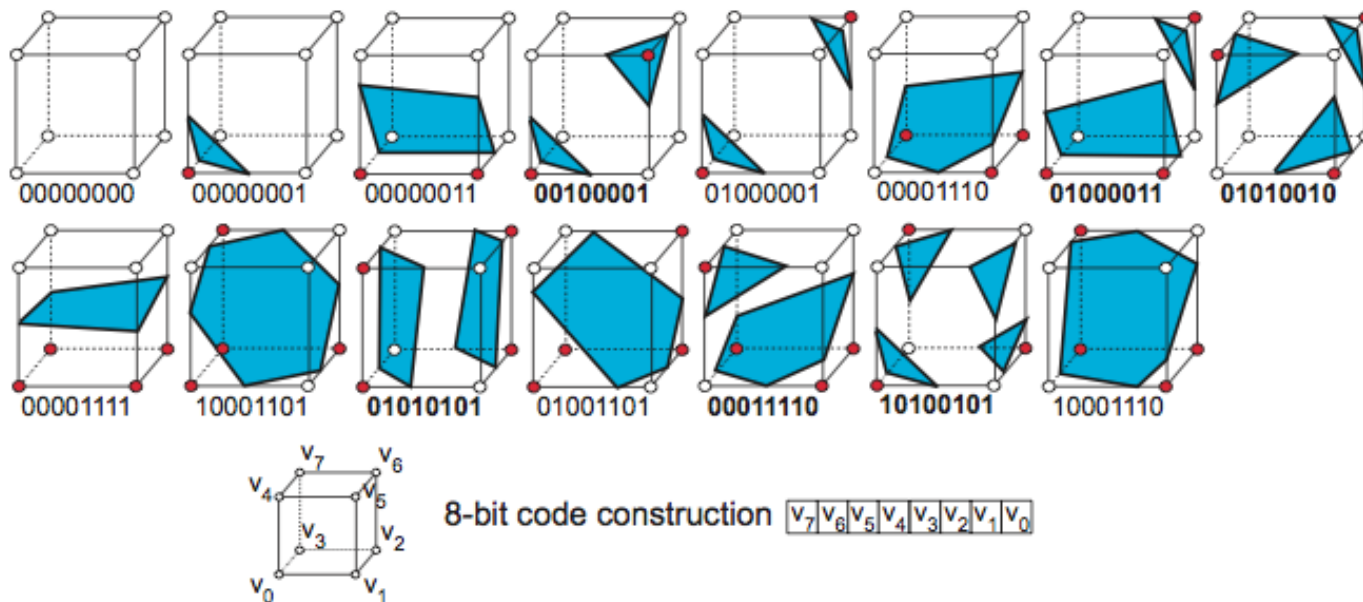 00000000 00000001 00000011 00100001 01000001 000001110 01000011 01010010
00001111 10001101 01010101 01001101 00011110 10100101 10001110
v7 v6
v4 v5
8-bit code construction v7 v6 v5 v4 v3 v2 v1 v0
v3 v2
v0 v1